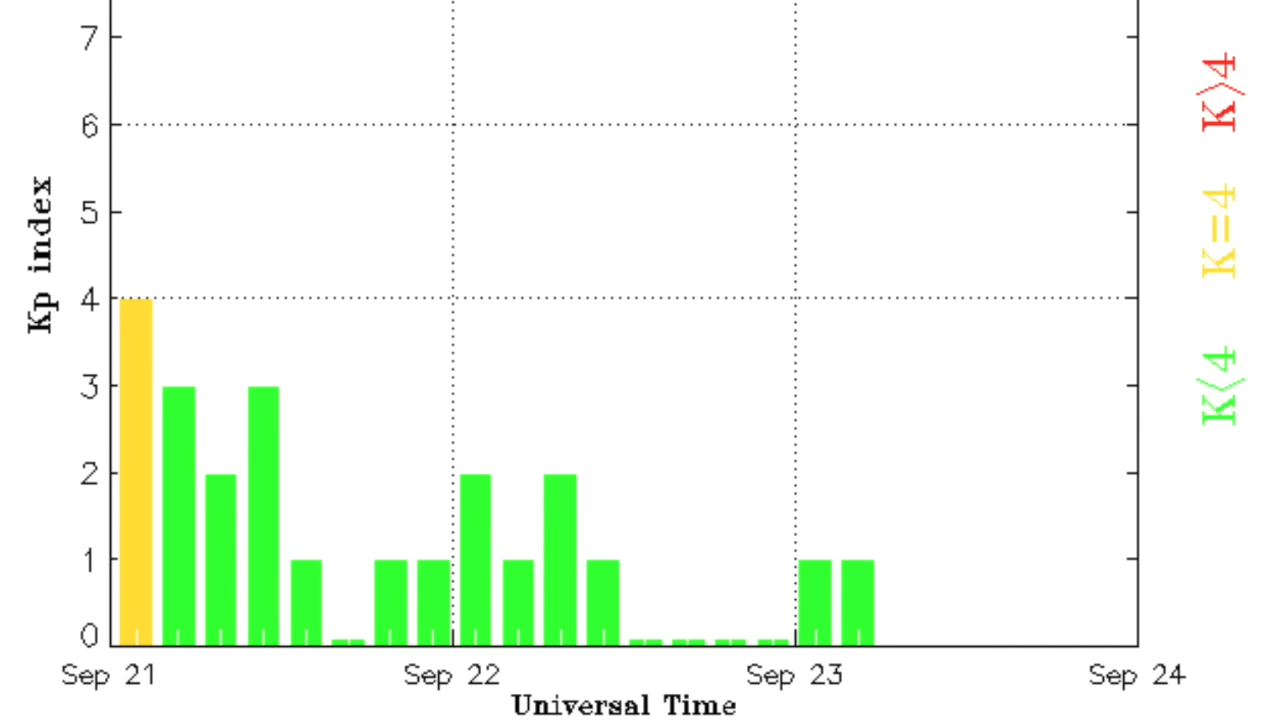 7
6
5
4
3
2
1
0
Kp index
Sep 21
Sep 22
Sep 23
Sep 24
Universal Time
K>4
K=4
K<4